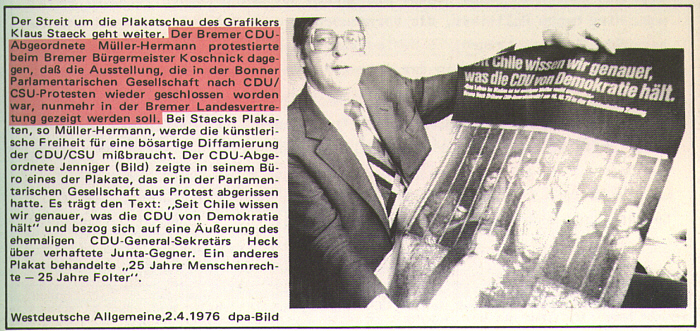 Der Streit um die Plakatschau des Grafikers
Klaus Staeck geht weiter. Der Bremer CDU-
Abgeordnete Müller-Hermann protestierte
beim Bremer Bürgermeister Koschnick dage-
gen, daß die Ausstellung, die in der Bonner
Parlamentarischen Gesellschaft nach CDU/
CSU-Protesten wieder geschlossen worden
war, nunmehr in der Bremer Landesvertre-
tung gezeigt werden soll. Bei Staecks Plaka-
ten, so Müller-Hermann, werde die künstleri-
sche Freiheit für eine bösartige Diffamierung
der CDU/CSU mißbraucht. Der CDU-Abge-
ordnete Jenniger (Bild) zeigte in seinem Bü-
ro eines der Plakate, das er in der Parlamen-
tarischen Gesellschaft aus Protest abgerissen
hatte. Es trägt den Text: „Seit Chile wissen
wir genauer, was die CDU von Demokratie
hält" und bezog sich auf eine Äußerung des
ehemaligen CDU-General-Sekretärs Heck
über verhaftete Junta-Gegner. Ein anderes
Plakat behandelte „25 Jahre Menschenrech-
te – 25 Jahre Folter".
Westdeutsche Allgemeine,2.4.1976 dpa-Bild
Chile wissen wir genauer,
was die CDU von Demokratie hält.